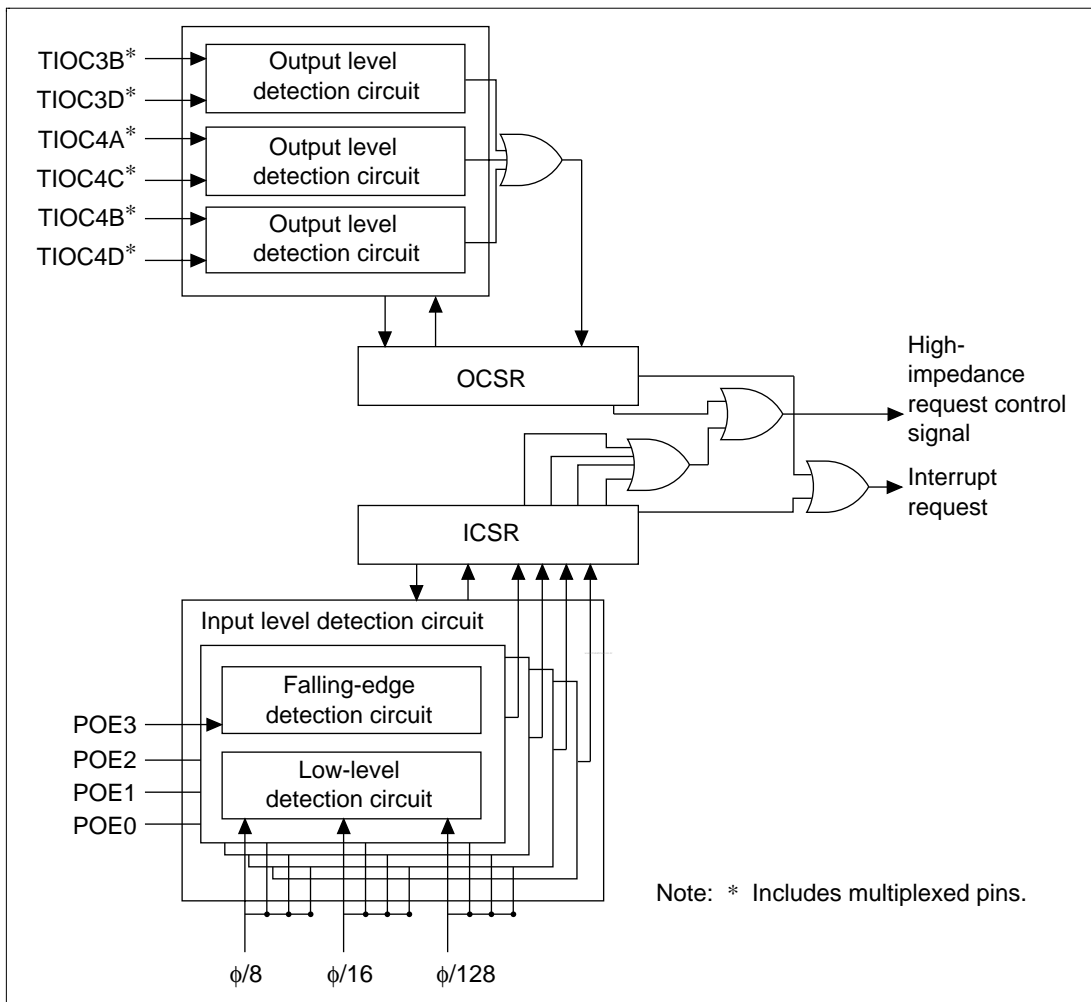 TIOC3B*
TIOC3D*
TIOC4A*
TIOC4C*
TIOC4B*
TIOC4D*
Output level
detection circuit
Output level
detection circuit
Output level
detection circuit
OCSR
High-
impedance
request control
signal
Interrupt
request
ICSR
Input level detection circuit
Falling-edge
detection circuit
Low-level
detection circuit
POE3
POE2
POE1
POE0
Note: * Includes multiplexed pins.
ϕ/8
ϕ/16
ϕ/128